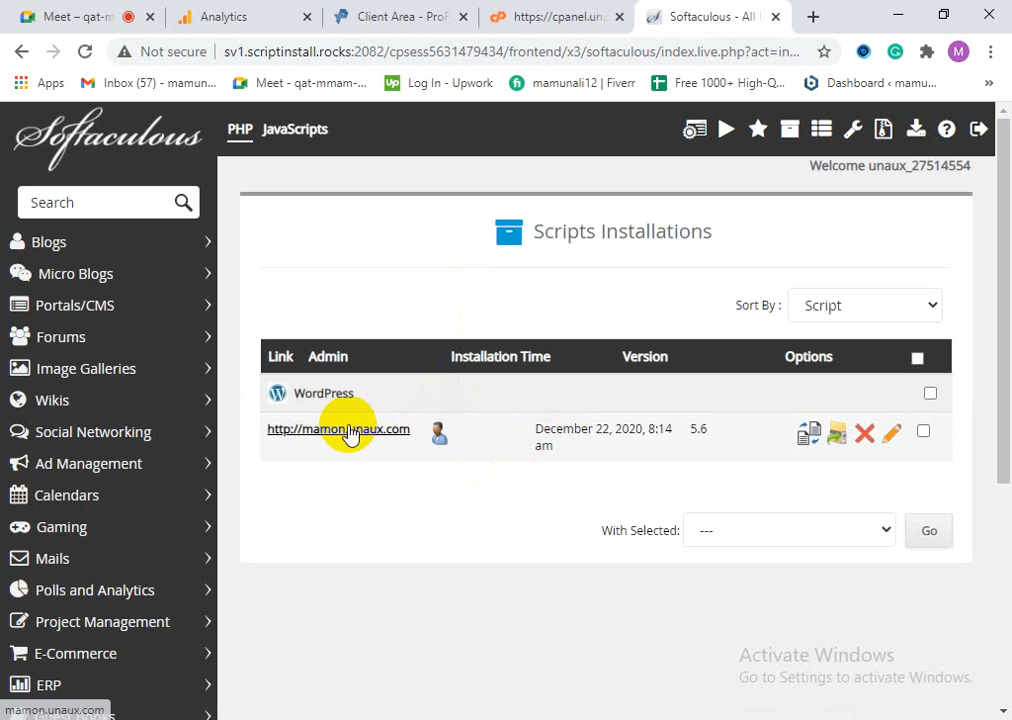 Meet – qat-m
Analytics
Client Area - ProF
https://cpanel.una
Softaculous - All
Not secure
sv1.scriptinstall.rocks:2082/cpsess5631479434/frontend/x3/softaculous/index.live.php?act=in...
M
Apps
Inbox (57) - mamun...
Meet - qat-mmam-...
Log In - Upwork
mamunali12 | Fiverr
Free 1000+ High-Q...
Dashboard ‹ mamu...
»
Softaculous
PHP
JavaScripts
Welcome unaux_27514554
Search
Blogs
Micro Blogs
Portals/CMS
Forums
Image Galleries
Wikis
Social Networking
Ad Management
Calendars
Gaming
Mails
Polls and Analytics
Project Management
E-Commerce
ERP
Guest Books
Scripts Installations
Sort By :
Script
Link
Admin
Installation Time
Version
Options
WordPress
http://mamon.unaux.com
December 22, 2020, 8:14
am
5.6
With Selected:
---
Go
Activate Windows
Go to Settings to activate Windows.
mamon.unaux.com